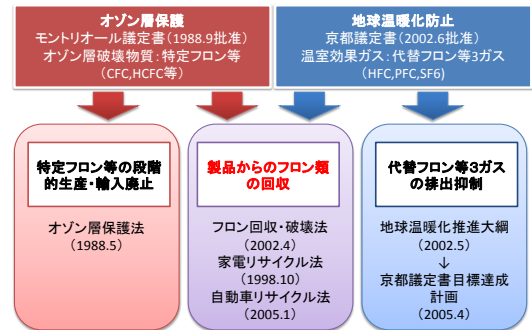 オゾン層保護
モントリオール議定書(1988.9批准)
オゾン層破壊物質：特定フロン等
(CFC,HCFC等)
地球温暖化防止
京都議定書(2002.6批准)
温室効果ガス：代替フロン等3ガス
(HFC,PFC,SF6)
特定フロン等の段階
的生産・輸入廃止
オゾン層保護法
(1988.5)
製品からのフロン類
の回収
フロン回収・破壊法
(2002.4)
家電リサイクル法
(1998.10)
自動車リサイクル法
(2005.1)
代替フロン等3ガス
の排出抑制
地球温暖化推進大綱
(2002.5)
↓
京都議定書目標達成
計画
(2005.4)